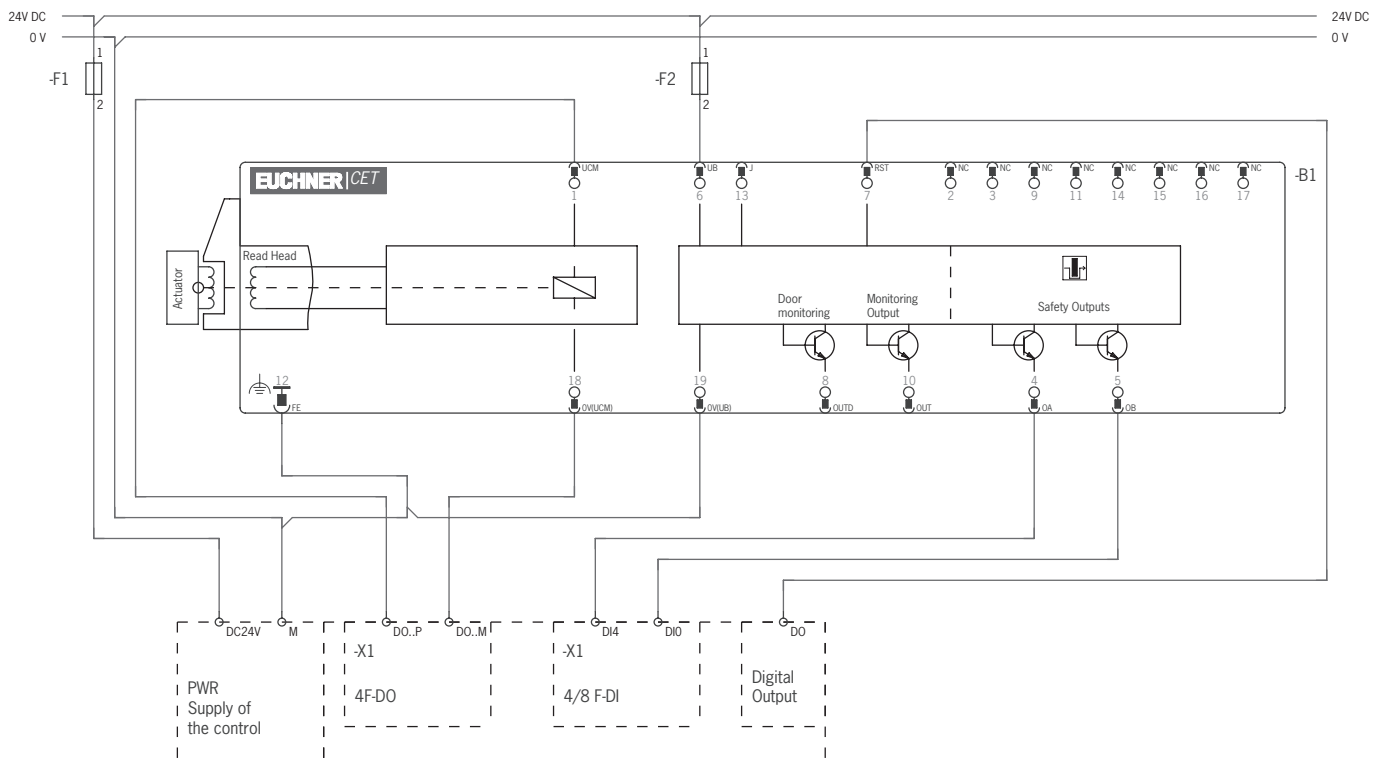 24V DC
24V DC
0 V
0 V
1
1
-F1
-F2
2
2
EUCHNER CET
UCM
UB
J
RST
NC
NC
NC
NC
NC
NC
NC
NC
-B1
1
6
13
7
2
3
9
11
14
15
16
17
Read Head
Actuator
Door
monitoring
Monitoring
Output
Safety Outputs
12
18
19
8
10
4
5
FE
0V(UCM)
0V(UB)
OUTD
OUT
OA
OB
DC24V
M
DO..P
DO..M
DI4
DI0
DO
-X1
-X1
PWR
Supply of
the control
4F-DO
4/8 F-DI
Digital
Output